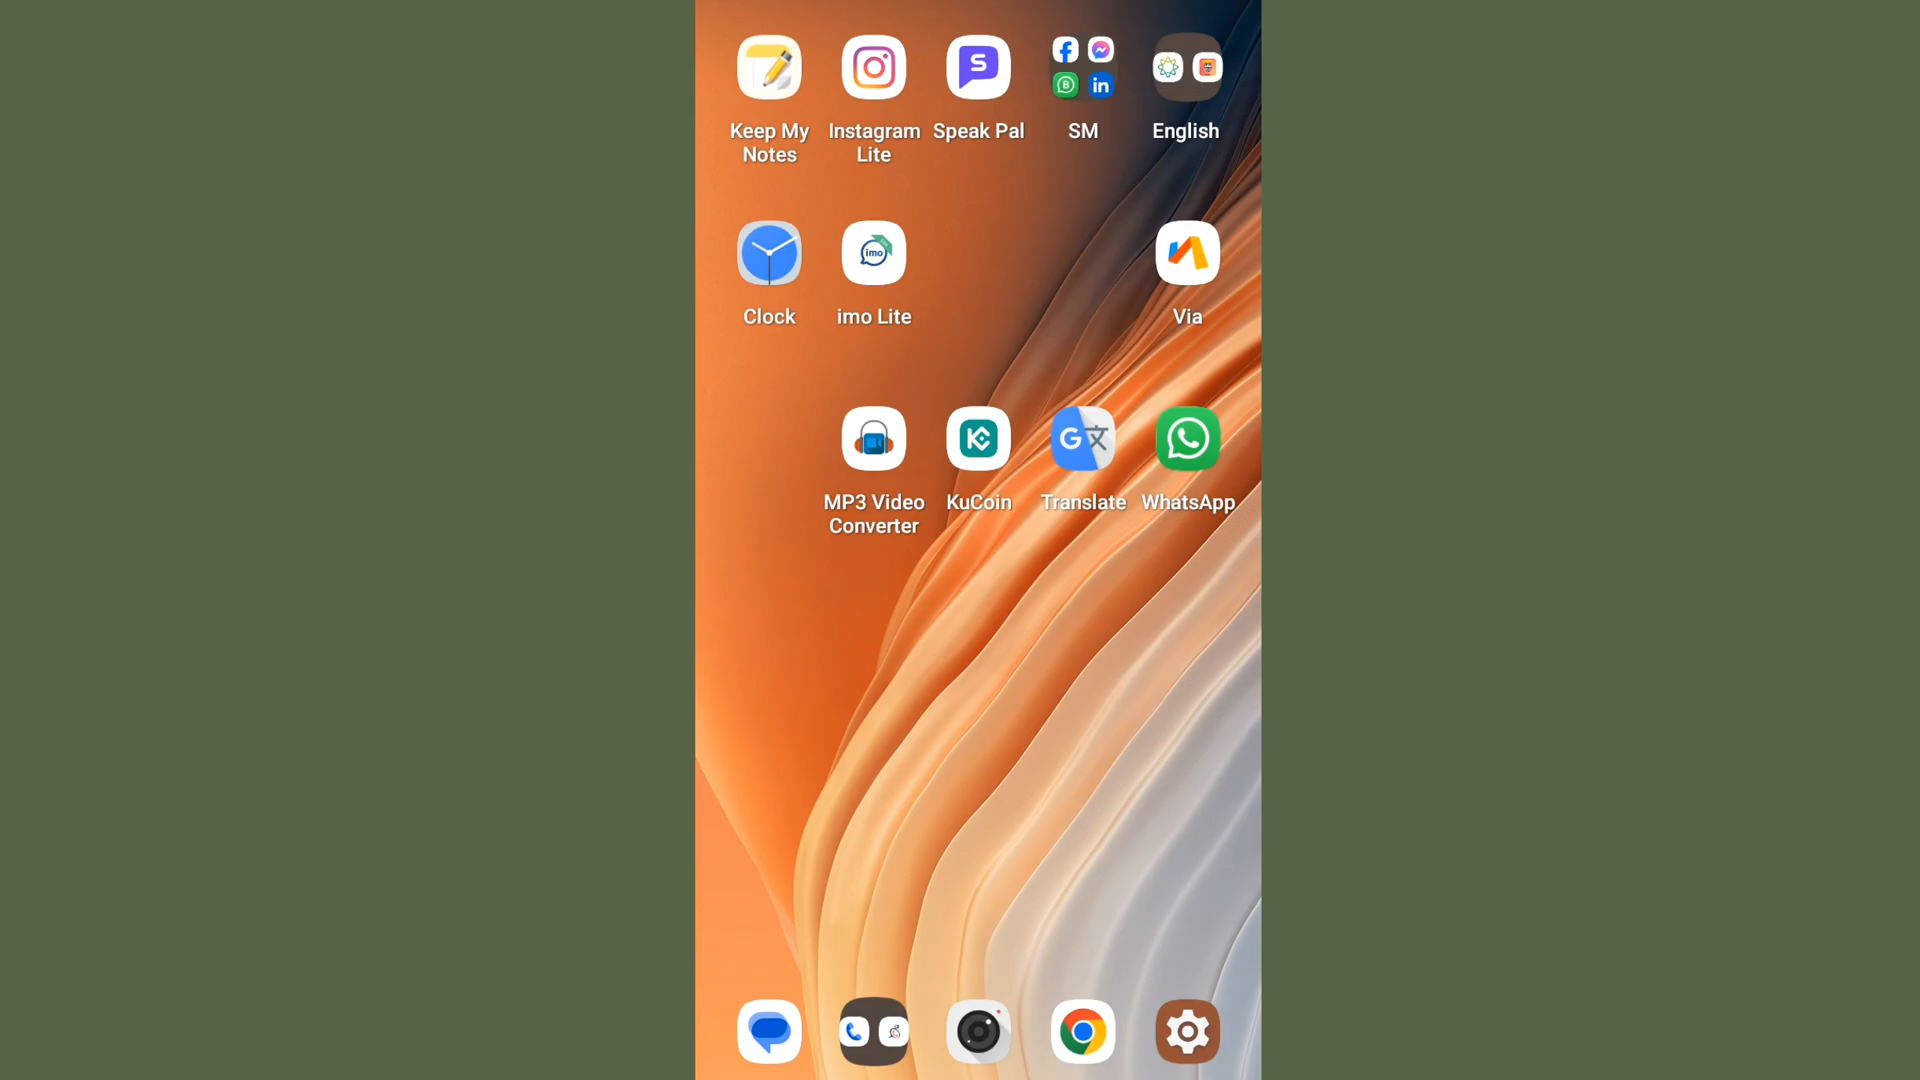 Keep My
Notes
Instagram
Lite
Speak Pal
SM
English
Clock
imo
imo Lite
Via
MP3 Video
Converter
KuCoin
Translate
WhatsApp